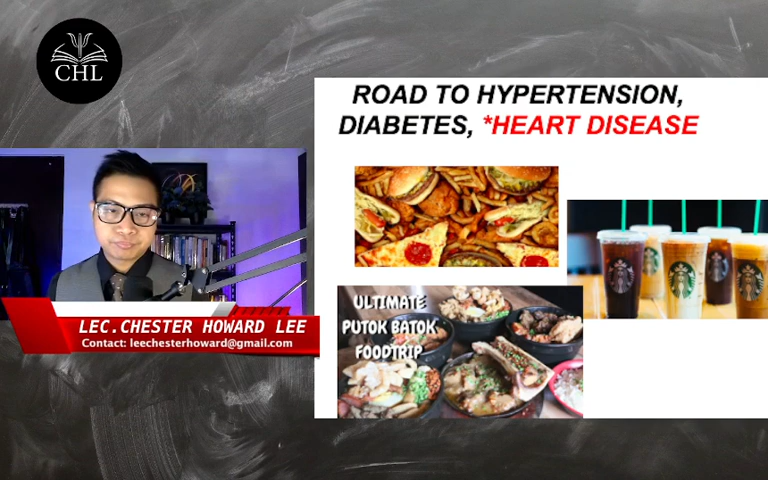 CHL
ROAD TO HYPERTENSION,
DIABETES, *HEART DISEASE
ULTIMATE
PUTOK BATOK
FOODTRIP
LEC.CHESTER HOWARD LEE
Contact: leechesterhoward@gmail.com